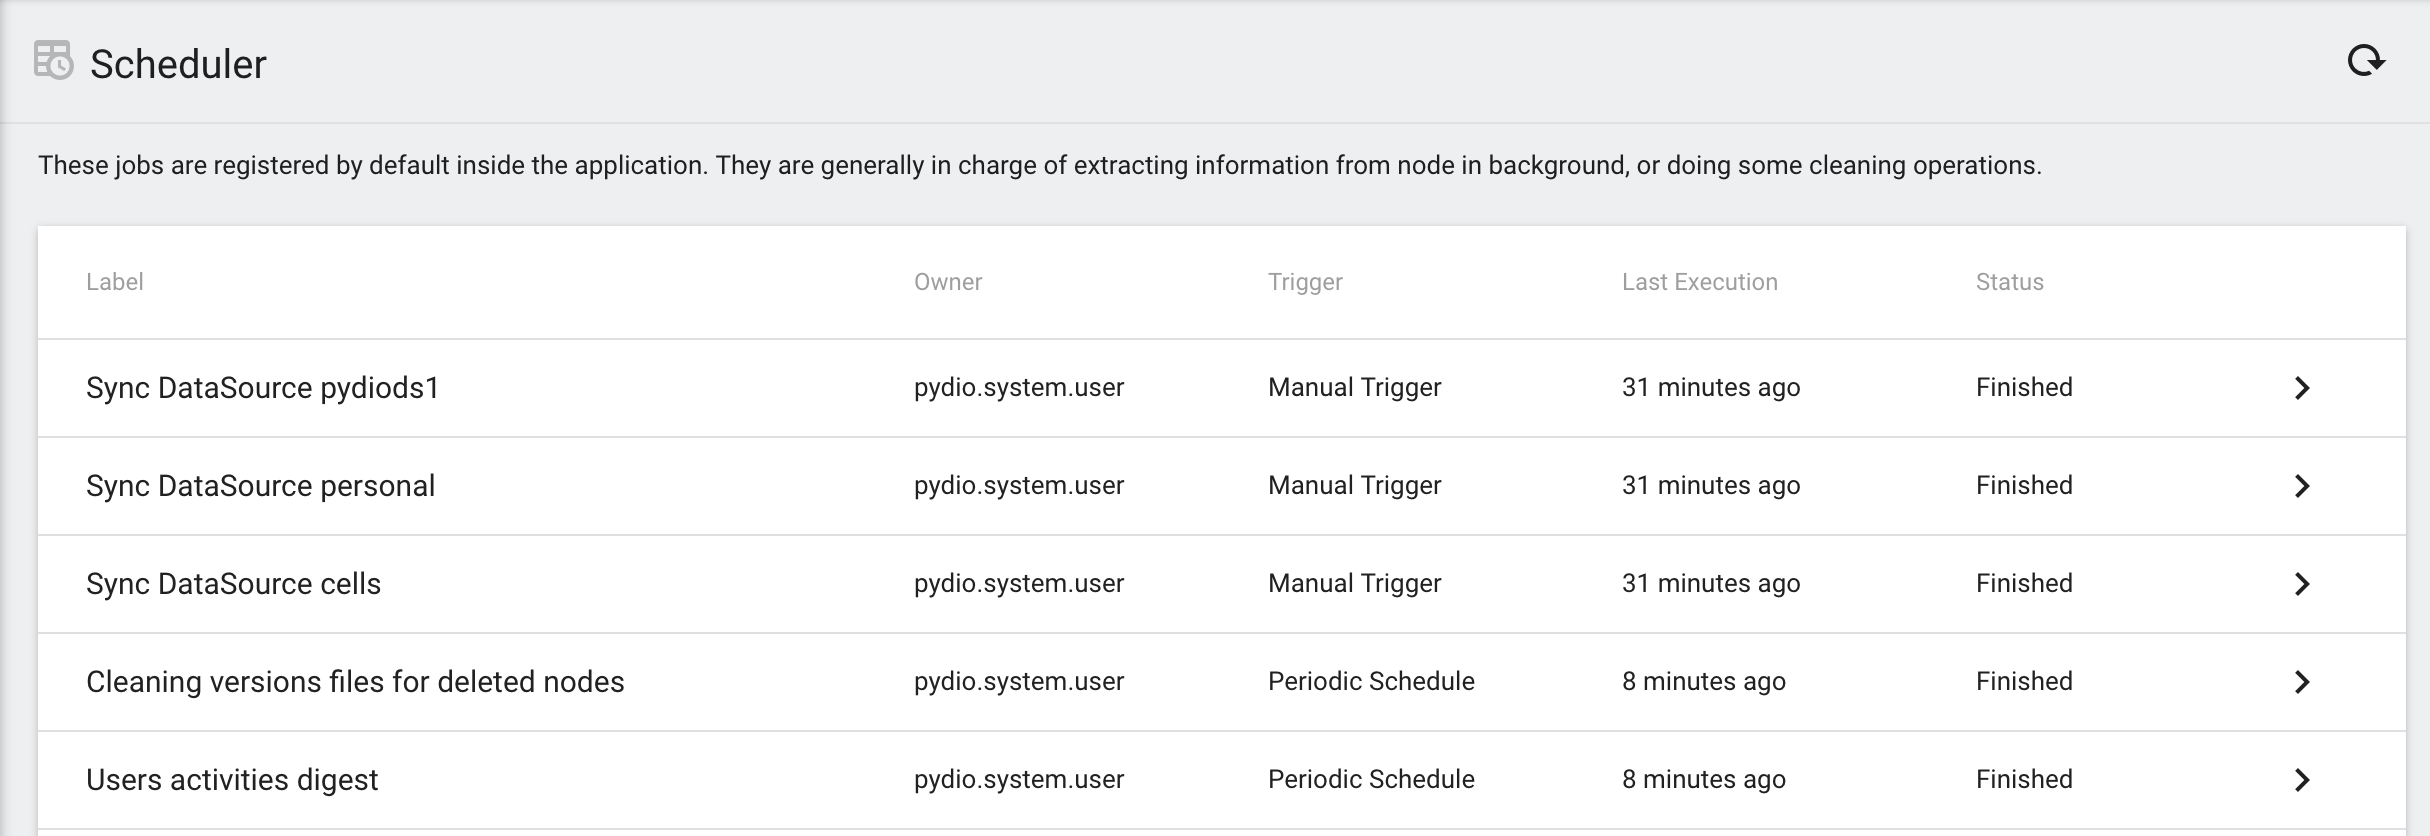 Scheduler
These jobs are registered by default inside the application. They are generally in charge of extracting information from node in background, or doing some cleaning operations.
Label Owner Trigger Last Execution Status
Sync DataSource pydiods1 pydio.system.user Manual Trigger 31 minutes ago Finished
Sync DataSource personal pydio.system.user Manual Trigger 31 minutes ago Finished
Sync DataSource cells pydio.system.user Manual Trigger 31 minutes ago Finished
Cleaning versions files for deleted nodes pydio.system.user Periodic Schedule 8 minutes ago Finished
Users activities digest pydio.system.user Periodic Schedule 8 minutes ago Finished